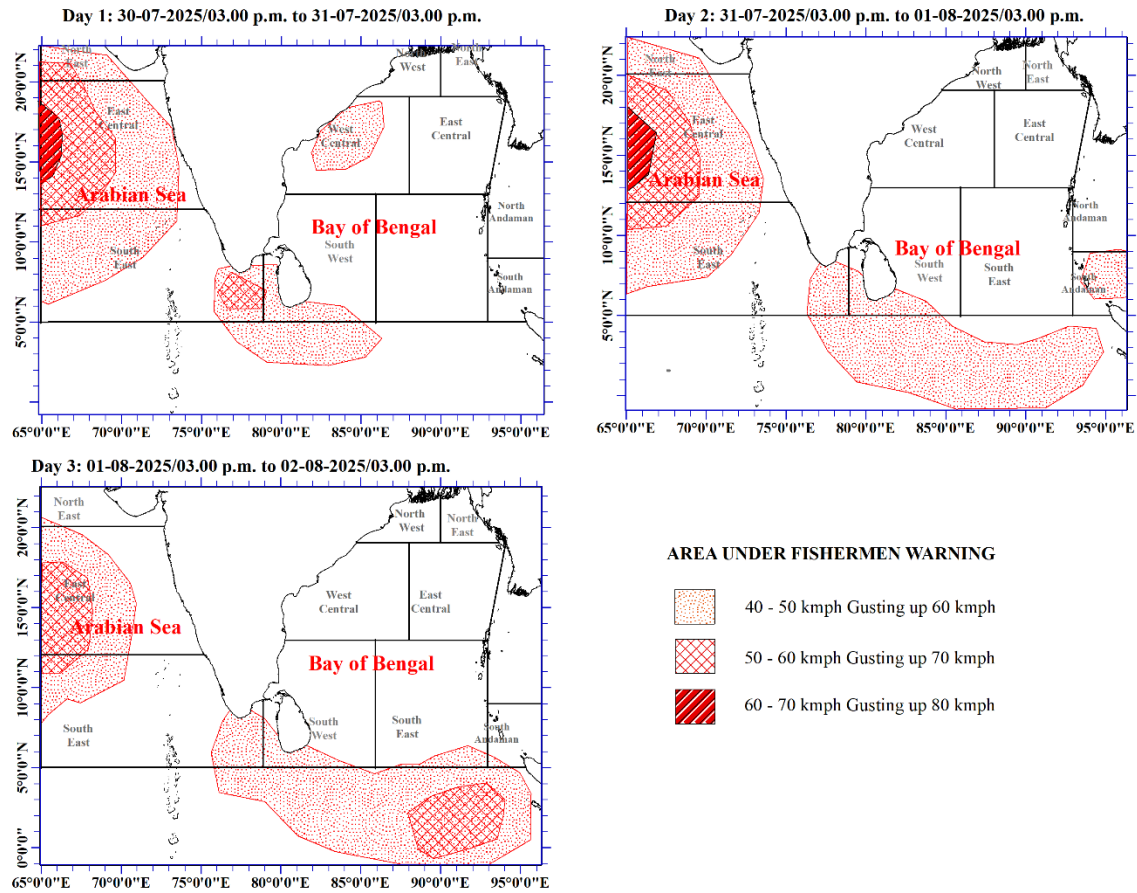 Day 1: 30-07-2025/03.00 p.m. to 31-07-2025/03.00 p.m.
North
East
North
West
North
East
East
Central
West
Central
East
Central
Arabian Sea
North
Andaman
Bay of Bengal
South
East
South
West
South
Andaman
20°0'0"N
15°0'0"N
10°0'0"N
5°0'0"N
65°0'0"E
70°0'0"E
75°0'0"E
80°0'0"E
85°0'0"E
90°0'0"E
95°0'0"E
Day 2: 31-07-2025/03.00 p.m. to 01-08-2025/03.00 p.m.
North
East
North
West
North
East
East
Central
West
Central
East
Central
Arabian Sea
North
Andaman
Bay of Bengal
South
East
South
West
South
East
South
Andaman
20°0'0"N
15°0'0"N
10°0'0"N
5°0'0"N
65°0'0"E
70°0'0"E
75°0'0"E
80°0'0"E
85°0'0"E
90°0'0"E
95°0'0"E
Day 3: 01-08-2025/03.00 p.m. to 02-08-2025/03.00 p.m.
North
East
North
West
North
East
East
Central
West
Central
East
Central
Arabian Sea
Bay of Bengal
South
East
South
West
South
East
South
Andaman
20°0'0"N
15°0'0"N
10°0'0"N
5°0'0"N
0°0'0"N
65°0'0"E
70°0'0"E
75°0'0"E
80°0'0"E
85°0'0"E
90°0'0"E
95°0'0"E
AREA UNDER FISHERMEN WARNING
40 - 50 kmph Gusting up 60 kmph
50 - 60 kmph Gusting up 70 kmph
60 - 70 kmph Gusting up 80 kmph